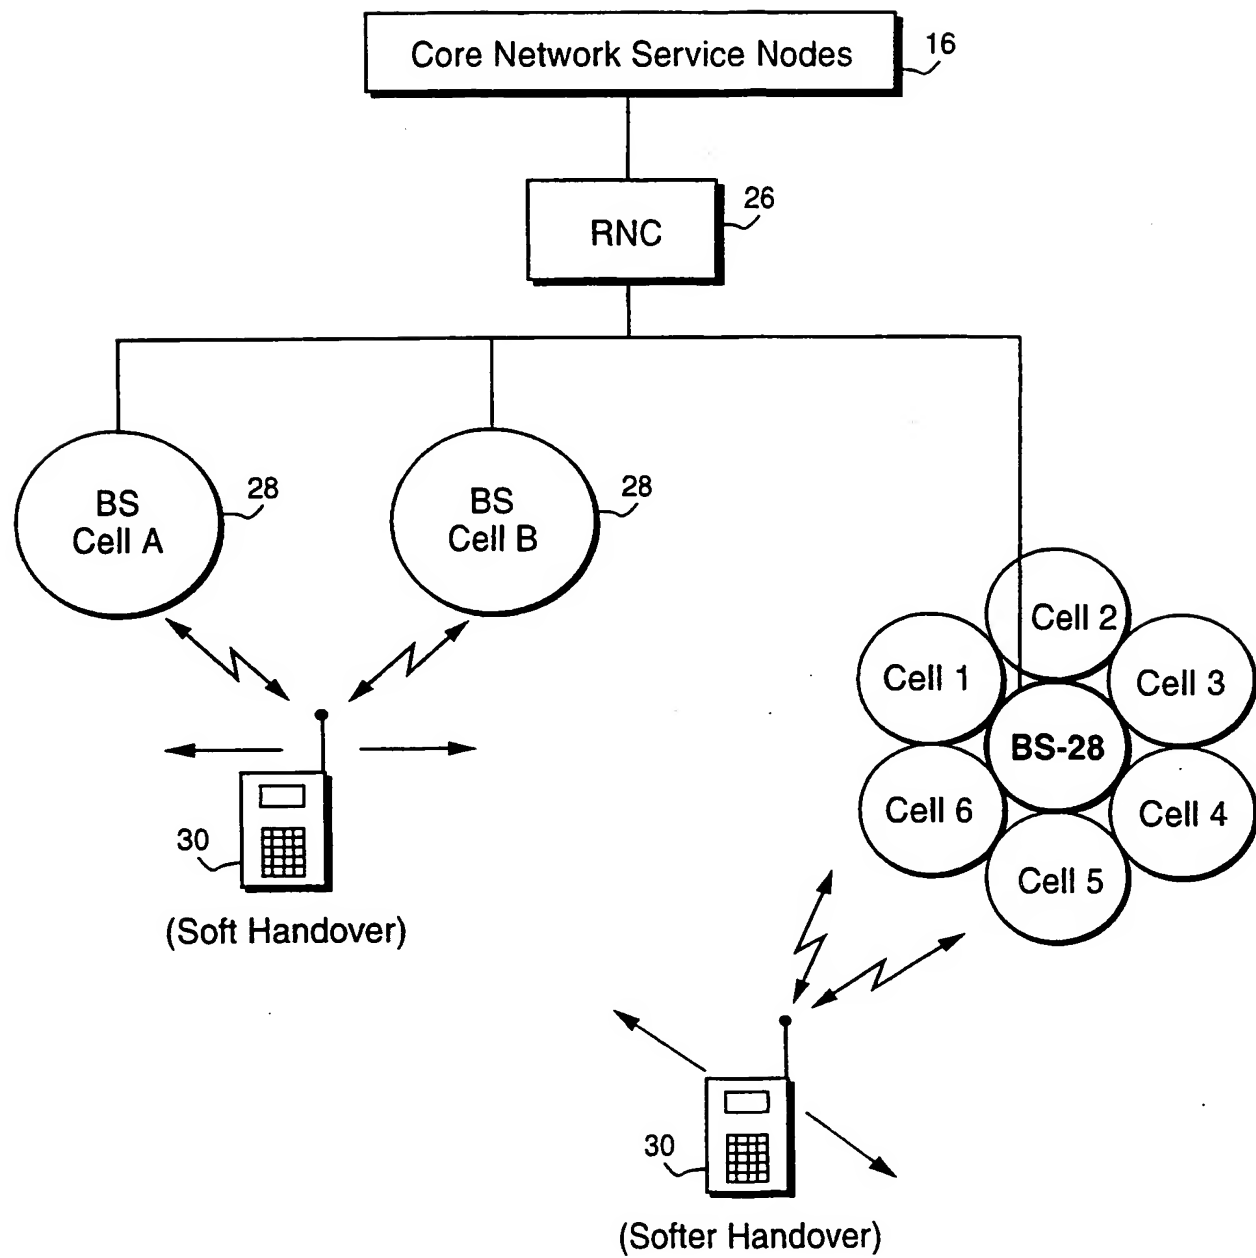 Core Network Service Nodes
16
RNC
26
BS
Cell A
28
BS
Cell B
28
Cell 2
Cell 1
Cell 3
BS-28
Cell 6
Cell 4
Cell 5
30
(Soft Handover)
30
(Softer Handover)